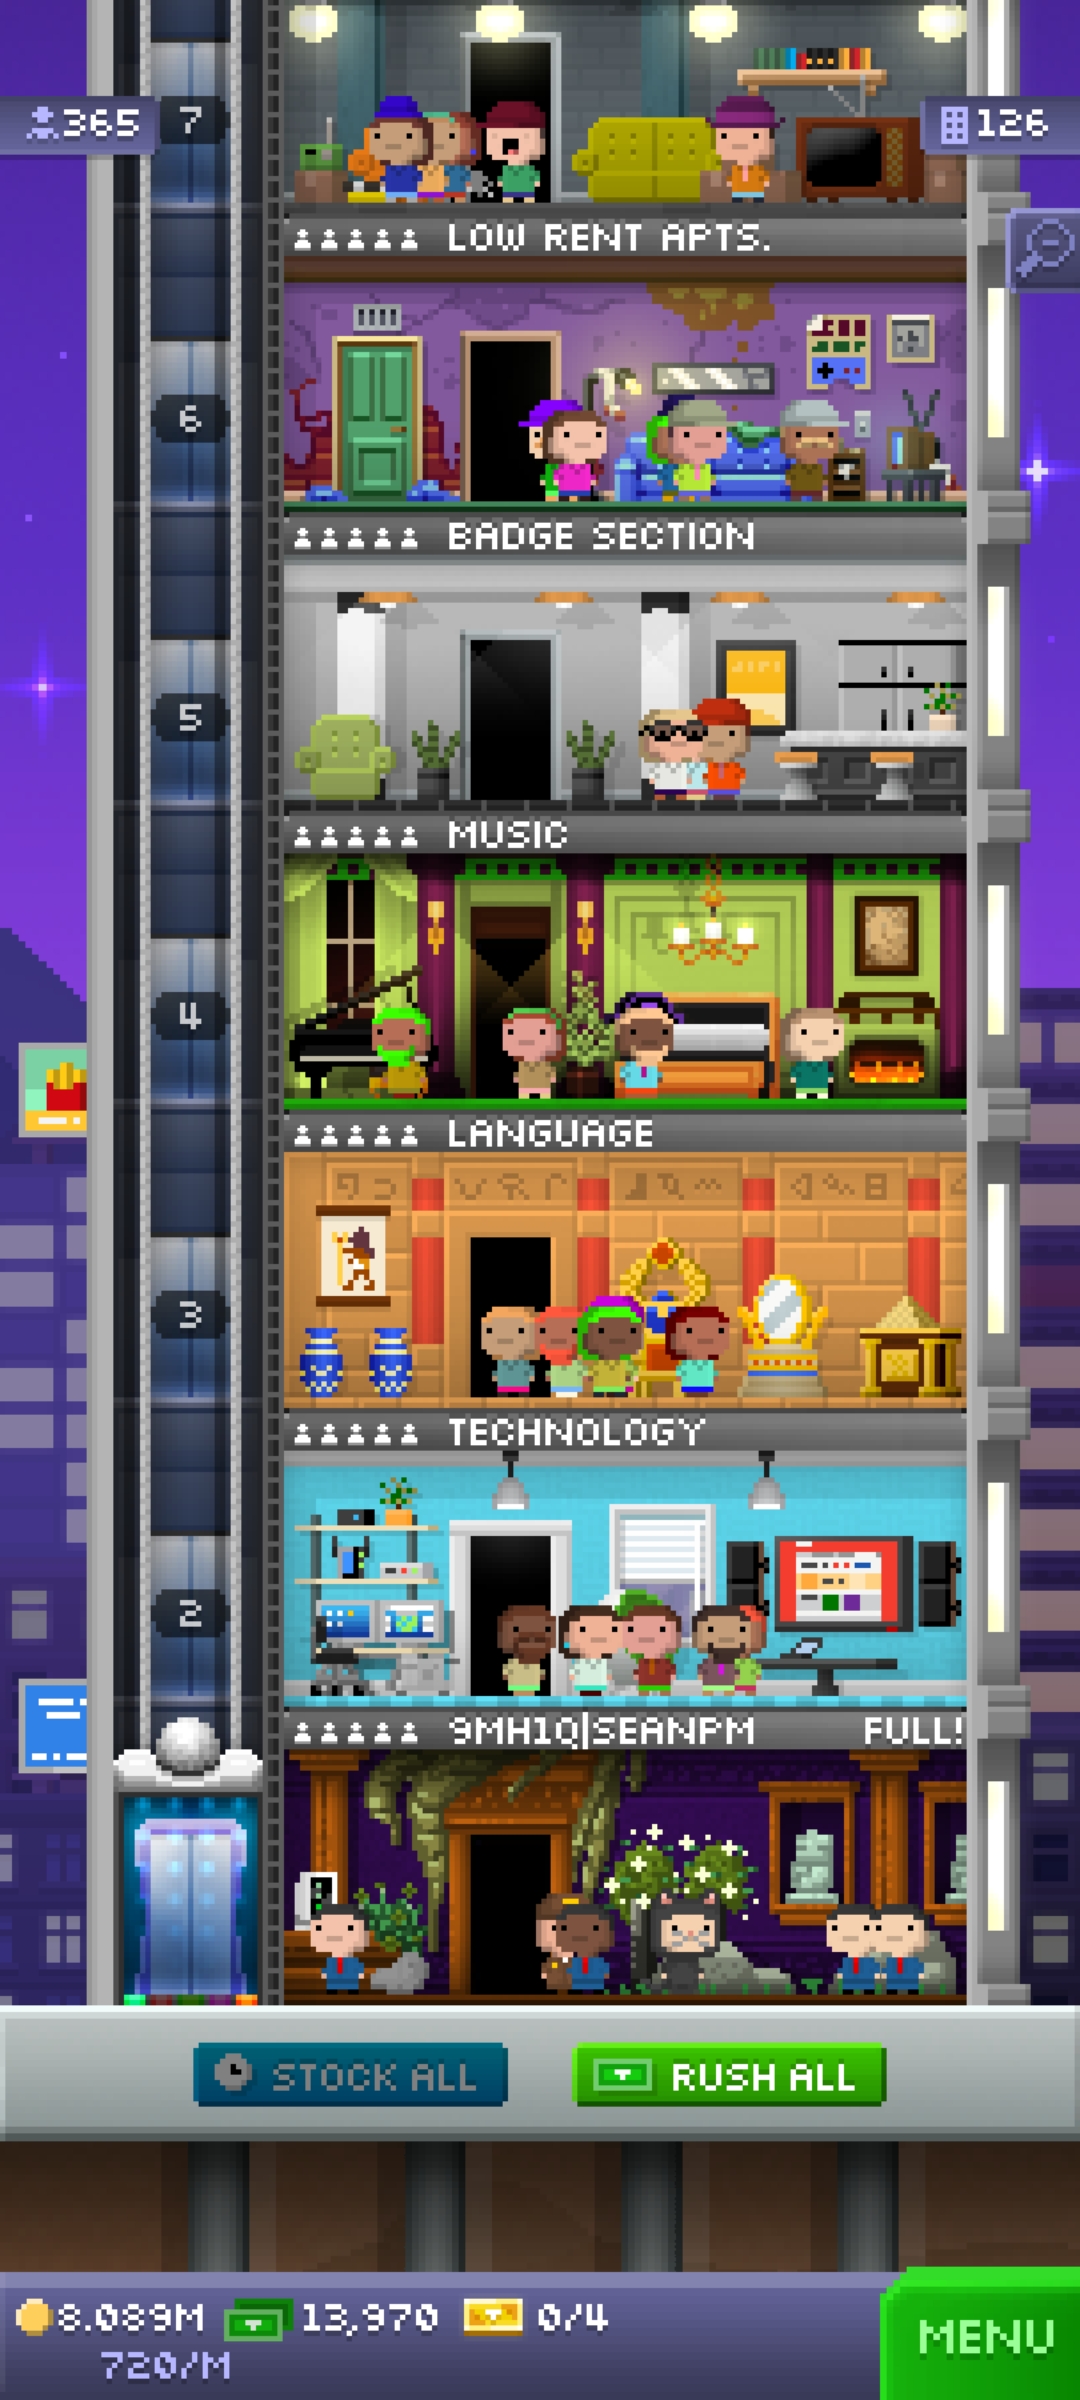 365
7
126
LOW RENT APTS.
6
BADGE SECTION
5
MUSIC
4
LANGUAGE
3
TECHNOLOGY
2
9MH1Q|SEANPM FULL!
STOCK ALL
RUSH ALL
8.089M 13,970 0/4
720/M
MENU